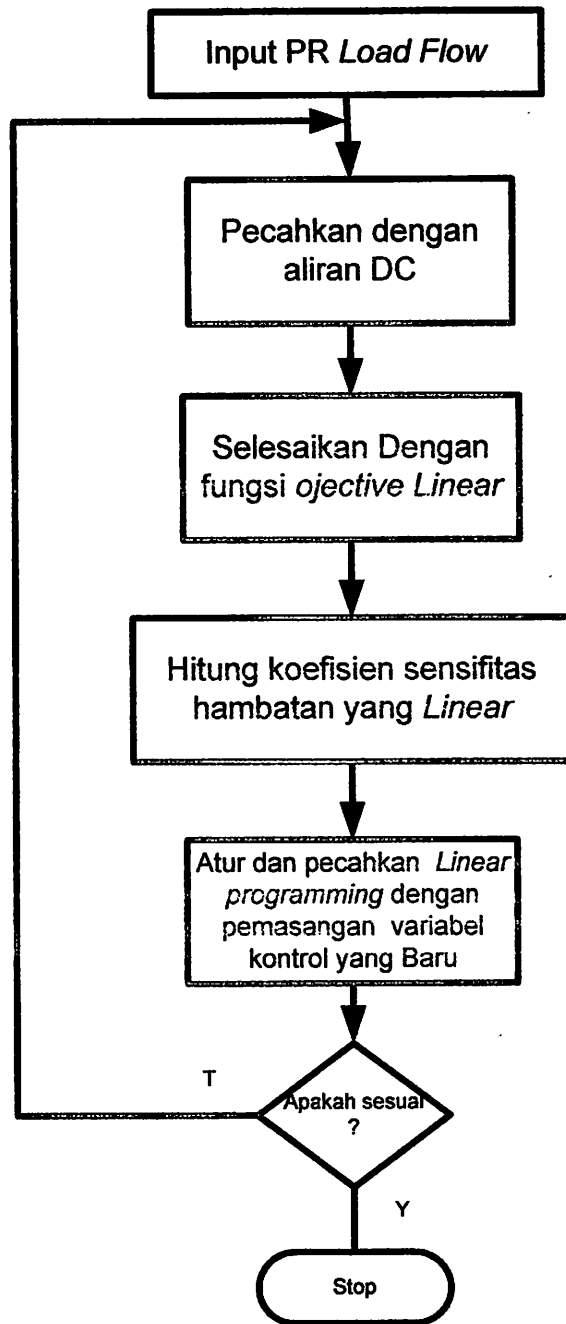 Input PR Load Flow
Pecahkan dengan
aliran DC
Selesaikan Dengan
fungsi ojective Linear
Hitung koefisien sensifitas
hambatan yang Linear
Atur dan pecahkan Linear
programming dengan
pemasangan variabel
kontrol yang Baru
T
Apakah sesuai
?
Y
Stop